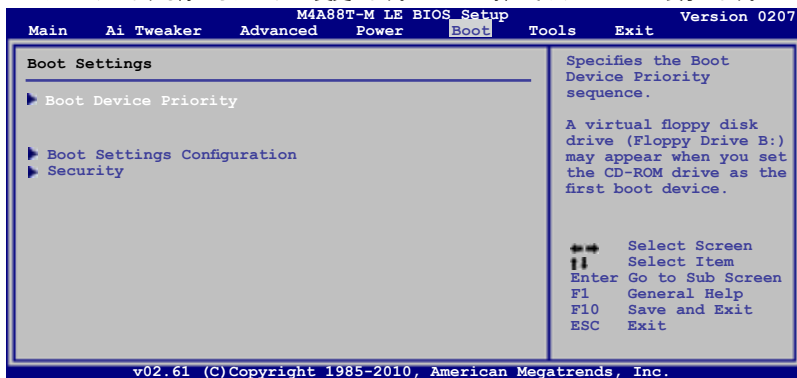 M4A88T-M LE BIOS Setup Version 0207
Main Ai Tweaker Advanced Power Boot Tools Exit
Boot Settings
Boot Device Priority
Boot Settings Configuration
Security
Specifies the Boot
Device Priority
sequence.
A virtual floppy disk
drive (Floppy Drive B:)
may appear when you set
the CD-ROM drive as the
first boot device.
Select Screen
Select Item
Enter Go to Sub Screen
F1 General Help
F10 Save and Exit
ESC Exit
v02.61 (C)Copyright 1985-2010, American Megatrends, Inc.